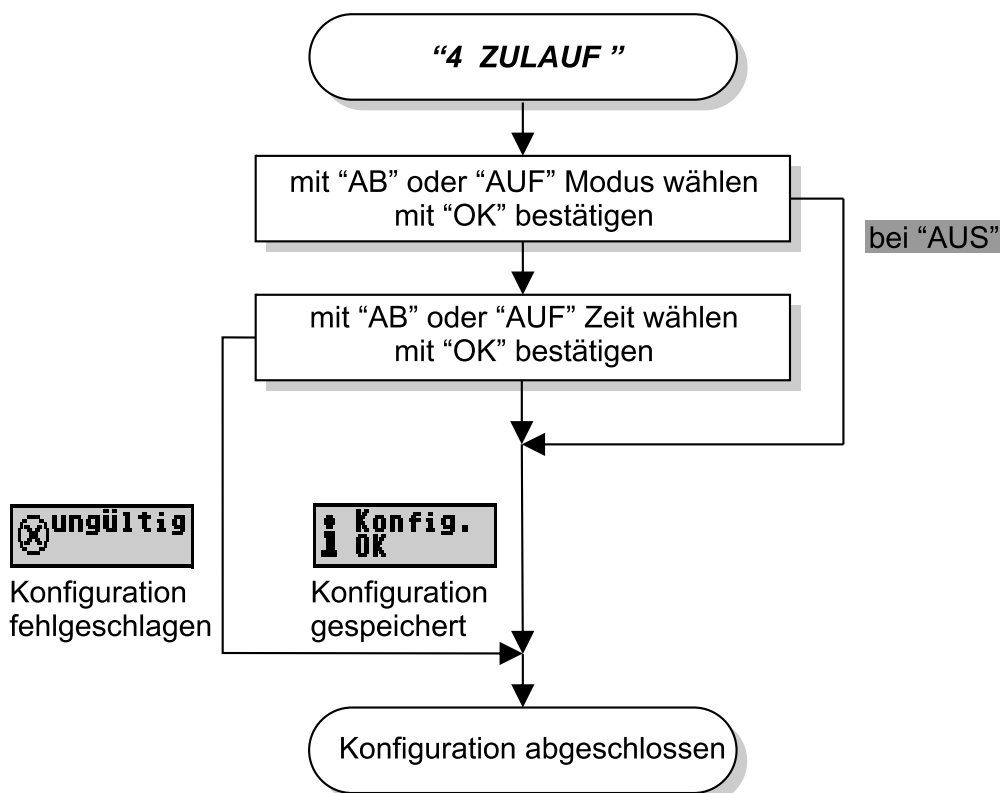 “4 ZULAUF”
mit “AB” oder “AUF” Modus wählen
mit “OK” bestätigen
bei “AUS”
mit “AB” oder “AUF” Zeit wählen
mit “OK” bestätigen
ungültig
Konfiguration
fehlgeschlagen
i Konfig.
OK
Konfiguration
gespeichert
Konfiguration abgeschlossen